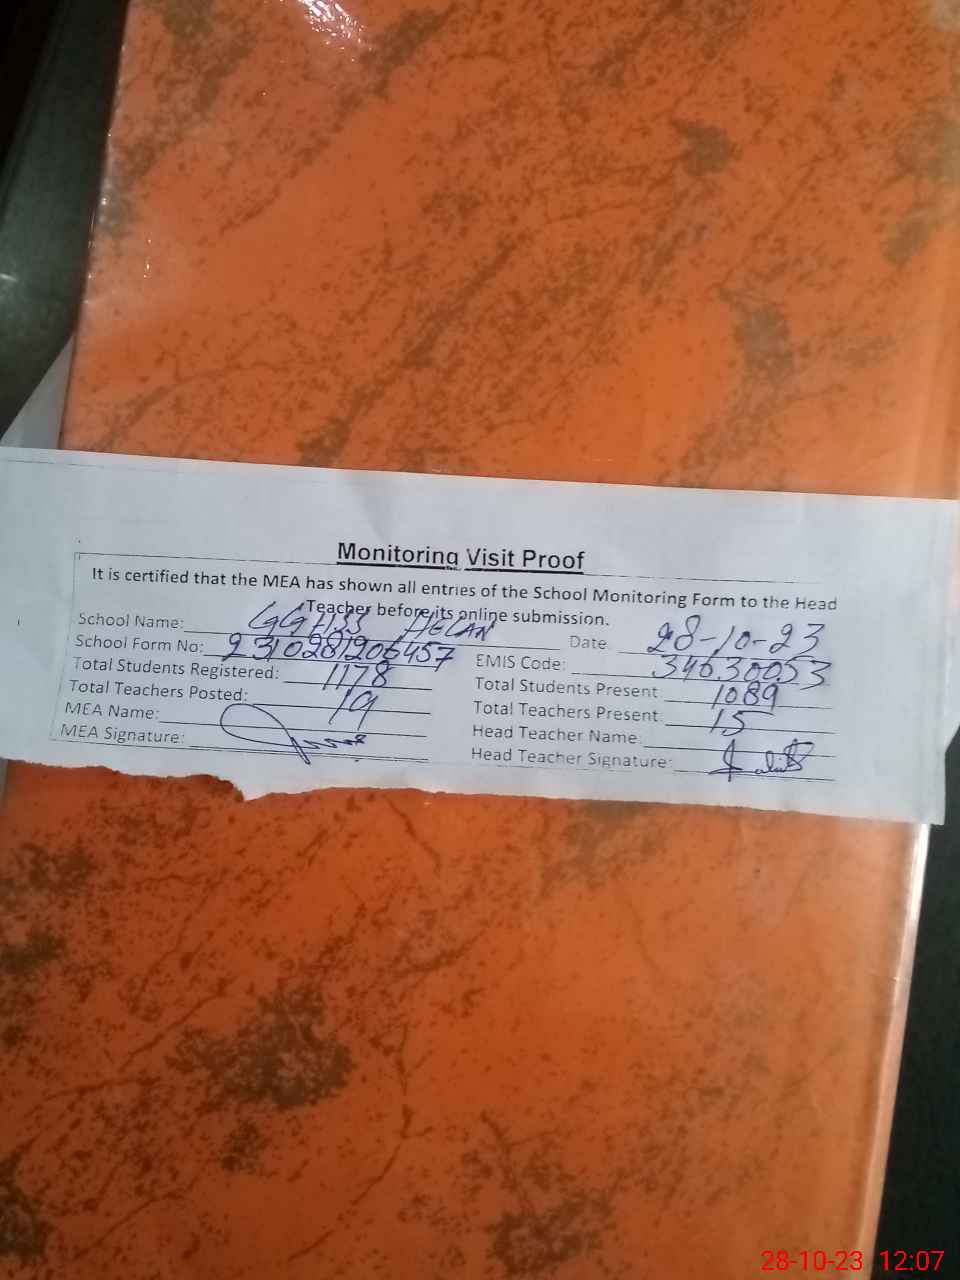 Monitoring Visit Proof
It is certified that the MEA has shown all entries of the School Monitoring Form to the Head
Teacher before its online submission.
School Name: GGHSS HELAN Date 28-10-23
School Form No: 2310281206457 EMIS Code: 34630053
Total Students Registered: 1178 Total Students Present: 1089
Total Teachers Posted: 19 Total Teachers Present: 15
MEA Name: Head Teacher Name:
MEA Signature: Head Teacher Signature:
28-10-23 12:07